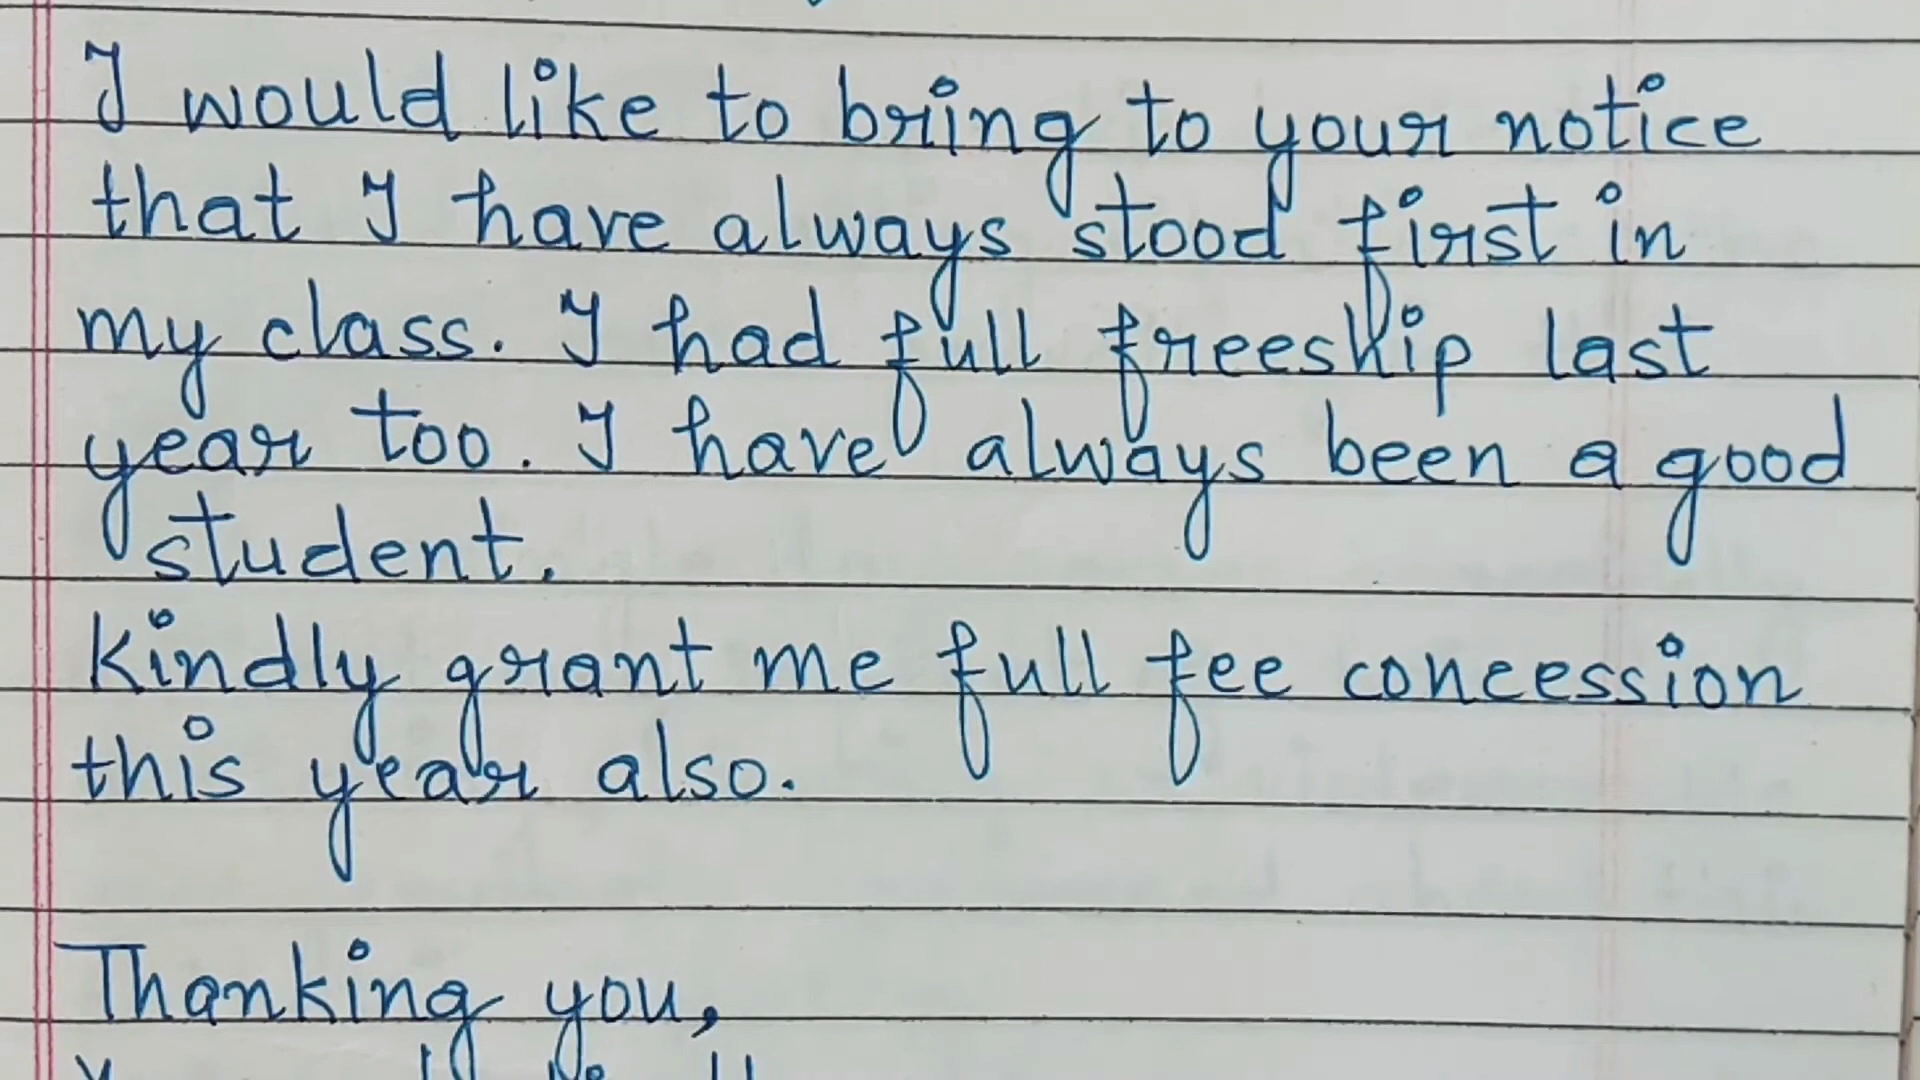 I would like to bring to your notice
that I have always stood first in
my class. I had full freeship last
year too. I have always been a good
student.
Kindly grant me full fee concession
this year also.
Thanking you,